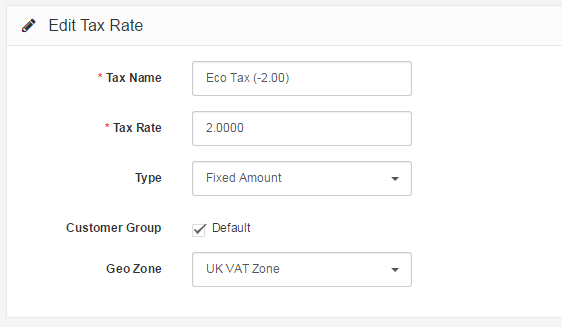 Edit Tax Rate
* Tax Name Eco Tax (-2.00)
* Tax Rate 2.0000
Type Fixed Amount
Customer Group Default
Geo Zone UK VAT Zone